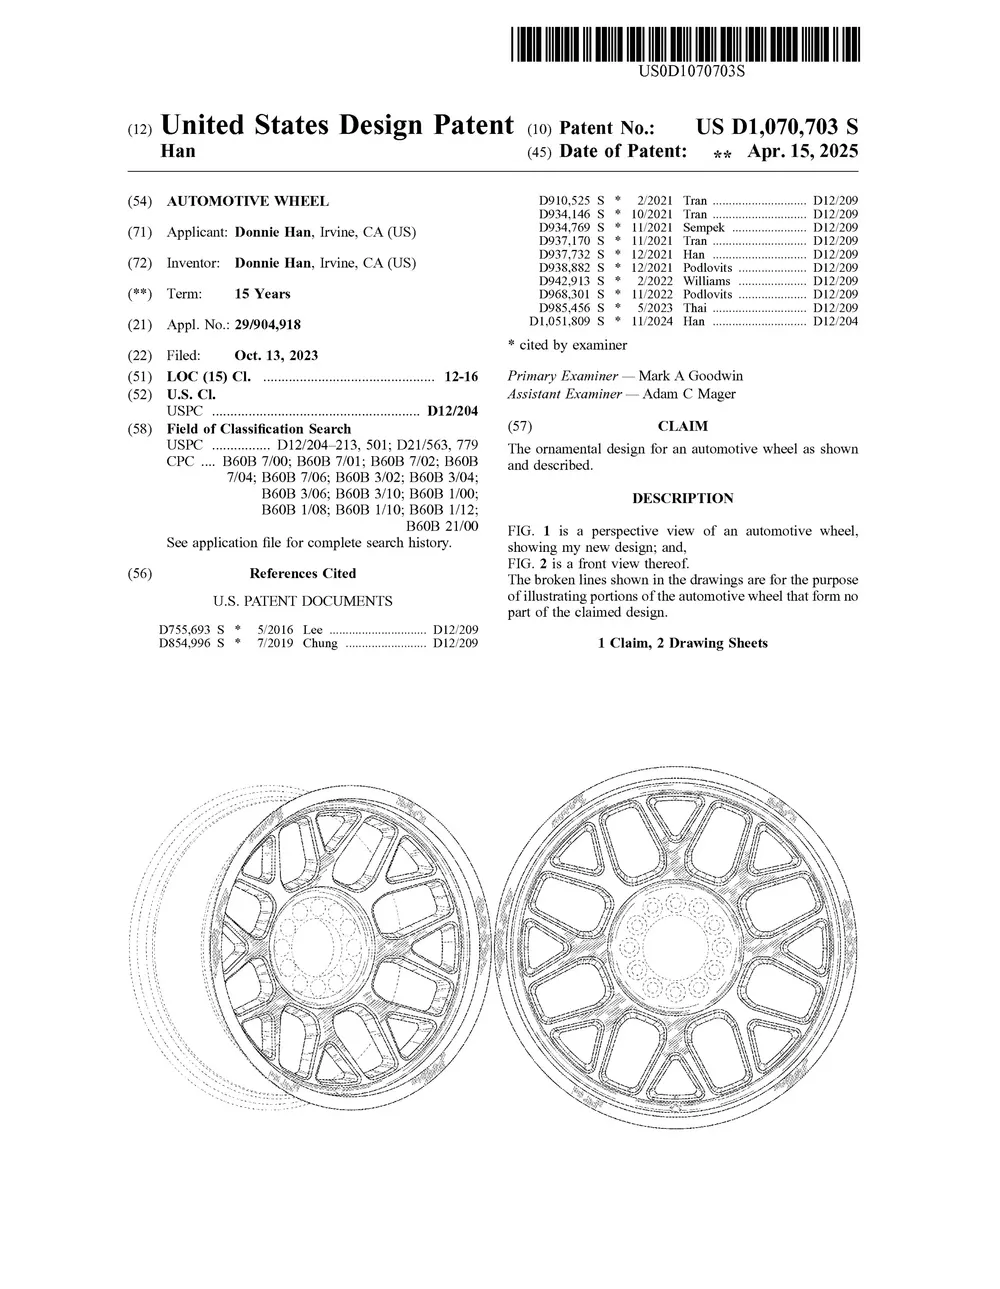 US0D1070703S
(12) United States Design Patent
Han
(10) Patent No.: US D1,070,703 S
(45) Date of Patent: ** Apr. 15, 2025
(54) AUTOMOTIVE WHEEL
(71) Applicant: Donnie Han, Irvine, CA (US)
(72) Inventor: Donnie Han, Irvine, CA (US)
(**) Term: 15 Years
(21) Appl. No.: 29/904,918
(22) Filed: Oct. 13, 2023
(51) LOC (15) Cl. ............................................... 12-16
(52) U.S. Cl.
USPC ......................................................... D12/204
(58) Field of Classification Search
USPC ................ D12/204–213, 501; D21/563, 779
CPC .... B60B 7/00; B60B 7/01; B60B 7/02; B60B
7/04; B60B 7/06; B60B 3/02; B60B 3/04;
B60B 3/06; B60B 3/10; B60B 1/00;
B60B 1/08; B60B 1/10; B60B 1/12;
B60B 21/00
See application file for complete search history.
(56) References Cited
U.S. PATENT DOCUMENTS
D755,693 S * 5/2016 Lee .............................. D12/209
D854,996 S * 7/2019 Chung ......................... D12/209
D910,525 S * 2/2021 Tran ............................. D12/209
D934,146 S * 10/2021 Tran ............................. D12/209
D934,769 S * 11/2021 Sempek ....................... D12/209
D937,170 S * 11/2021 Tran ............................. D12/209
D937,732 S * 12/2021 Han ............................. D12/209
D938,882 S * 12/2021 Podlovits ..................... D12/209
D942,913 S * 2/2022 Williams ..................... D12/209
D968,301 S * 11/2022 Podlovits ..................... D12/209
D985,456 S * 5/2023 Thai ............................. D12/209
D1,051,809 S * 11/2024 Han ............................. D12/204
* cited by examiner
Primary Examiner — Mark A Goodwin
Assistant Examiner — Adam C Mager
(57) CLAIM
The ornamental design for an automotive wheel as shown
and described.
DESCRIPTION
FIG. 1 is a perspective view of an automotive wheel,
showing my new design; and,
FIG. 2 is a front view thereof.
The broken lines shown in the drawings are for the purpose
of illustrating portions of the automotive wheel that form no
part of the claimed design.
1 Claim, 2 Drawing Sheets